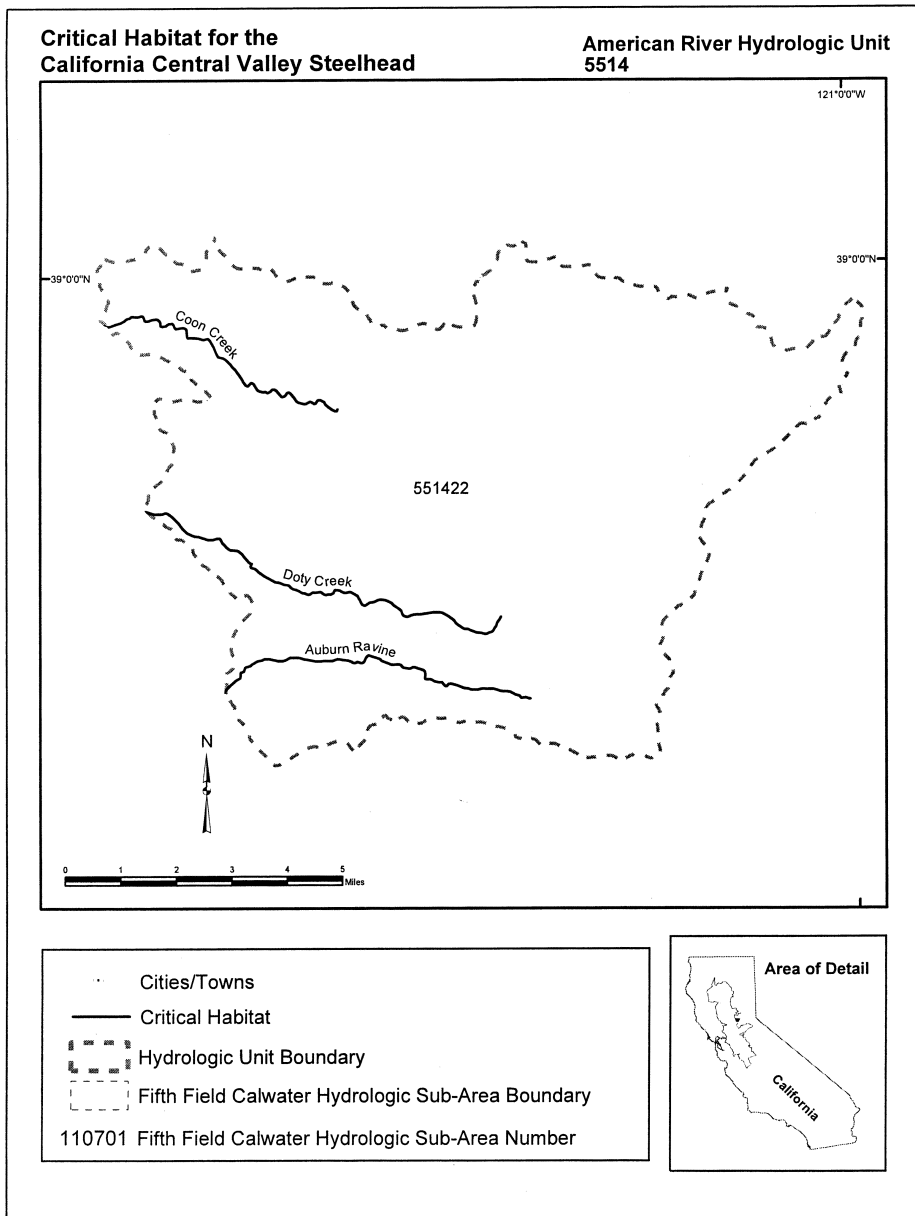 Critical Habitat for the
California Central Valley Steelhead
American River Hydrologic Unit
5514
121°0'0"W
39°0'0"N
39°0'0"N
Coon Creek
551422
Doty Creek
Auburn Ravine
N
0 1 2 3 4 5
Miles
Cities/Towns
Critical Habitat
Hydrologic Unit Boundary
Fifth Field Calwater Hydrologic Sub-Area Boundary
110701 Fifth Field Calwater Hydrologic Sub-Area Number
Area of Detail
California